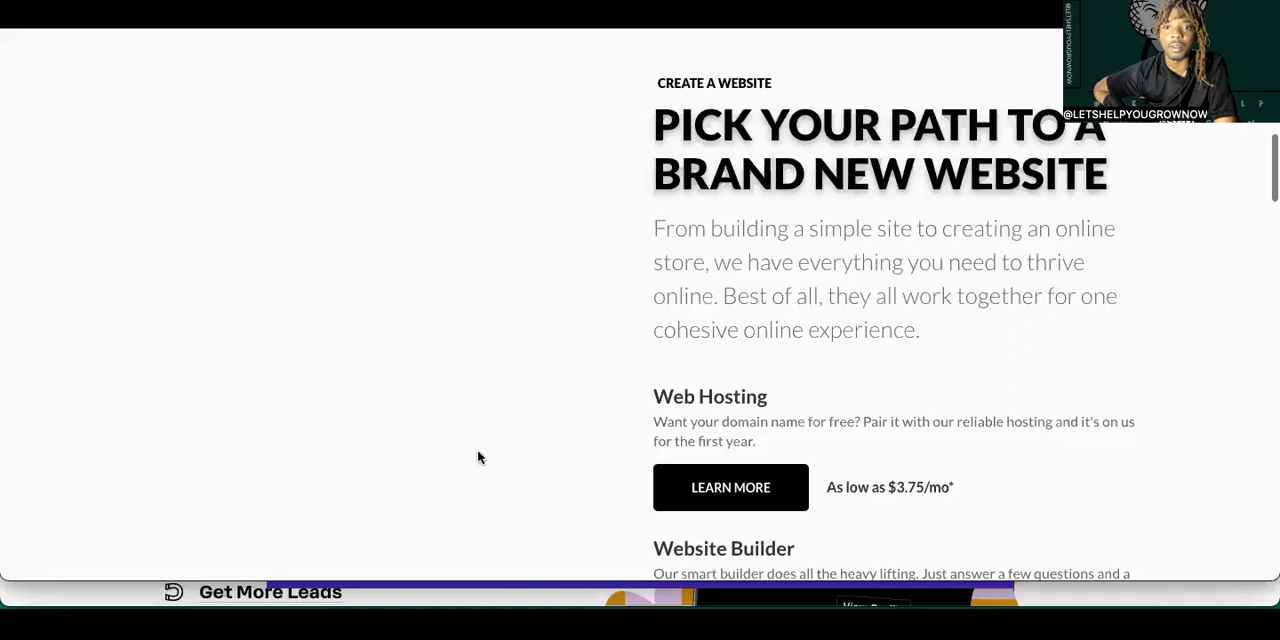 CREATE A WEBSITE
PICK YOUR PATH TO A
BRAND NEW WEBSITE
From building a simple site to creating an online
store, we have everything you need to thrive
online. Best of all, they all work together for one
cohesive online experience.
Web Hosting
Want your domain name for free? Pair it with our reliable hosting and it's on us
for the first year.
LEARN MORE
As low as $3.75/mo*
Website Builder
Our smart builder does all the heavy lifting. Just answer a few questions and a
Get More Leads
@LETSHELPYOUGROWNOW
@LETSHELPYOUGROWNOW